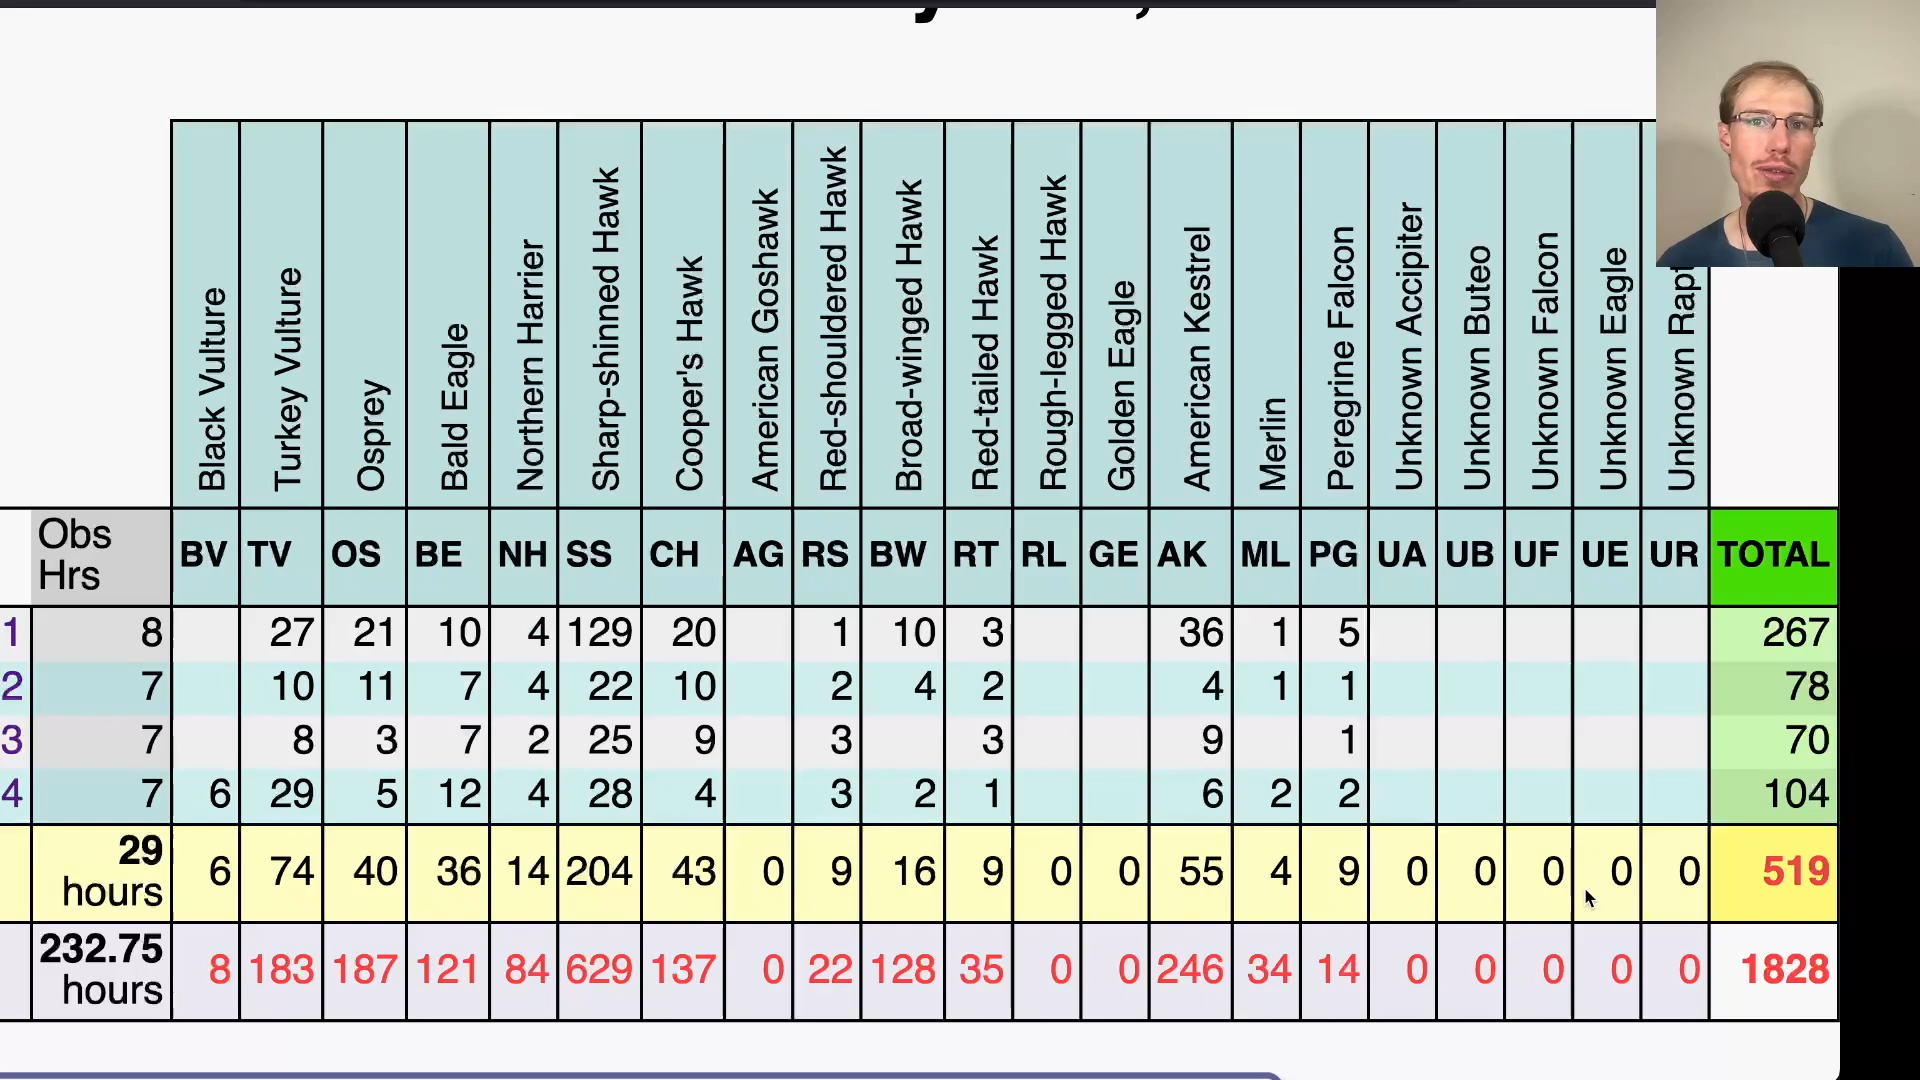 Black Vulture
Turkey Vulture
Osprey
Bald Eagle
Northern Harrier
Sharp-shinned Hawk
Cooper's Hawk
American Goshawk
Red-shouldered Hawk
Broad-winged Hawk
Red-tailed Hawk
Rough-legged Hawk
Golden Eagle
American Kestrel
Merlin
Peregrine Falcon
Unknown Accipiter
Unknown Buteo
Unknown Falcon
Unknown Eagle
Unknown Rapt
Obs Hrs BV TV OS BE NH SS CH AG RS BW RT RL GE AK ML PG UA UB UF UE UR TOTAL
1 8 27 21 10 4 129 20 1 10 3 36 1 5 267
2 7 10 11 7 4 22 10 2 4 2 4 1 1 78
3 7 8 3 7 2 25 9 3 3 9 1 70
4 7 6 29 5 12 4 28 4 3 2 1 6 2 2 104
29 hours 6 74 40 36 14 204 43 0 9 16 9 0 0 55 4 9 0 0 0 0 0 519
232.75 hours 8 183 187 121 84 629 137 0 22 128 35 0 0 246 34 14 0 0 0 0 0 1828